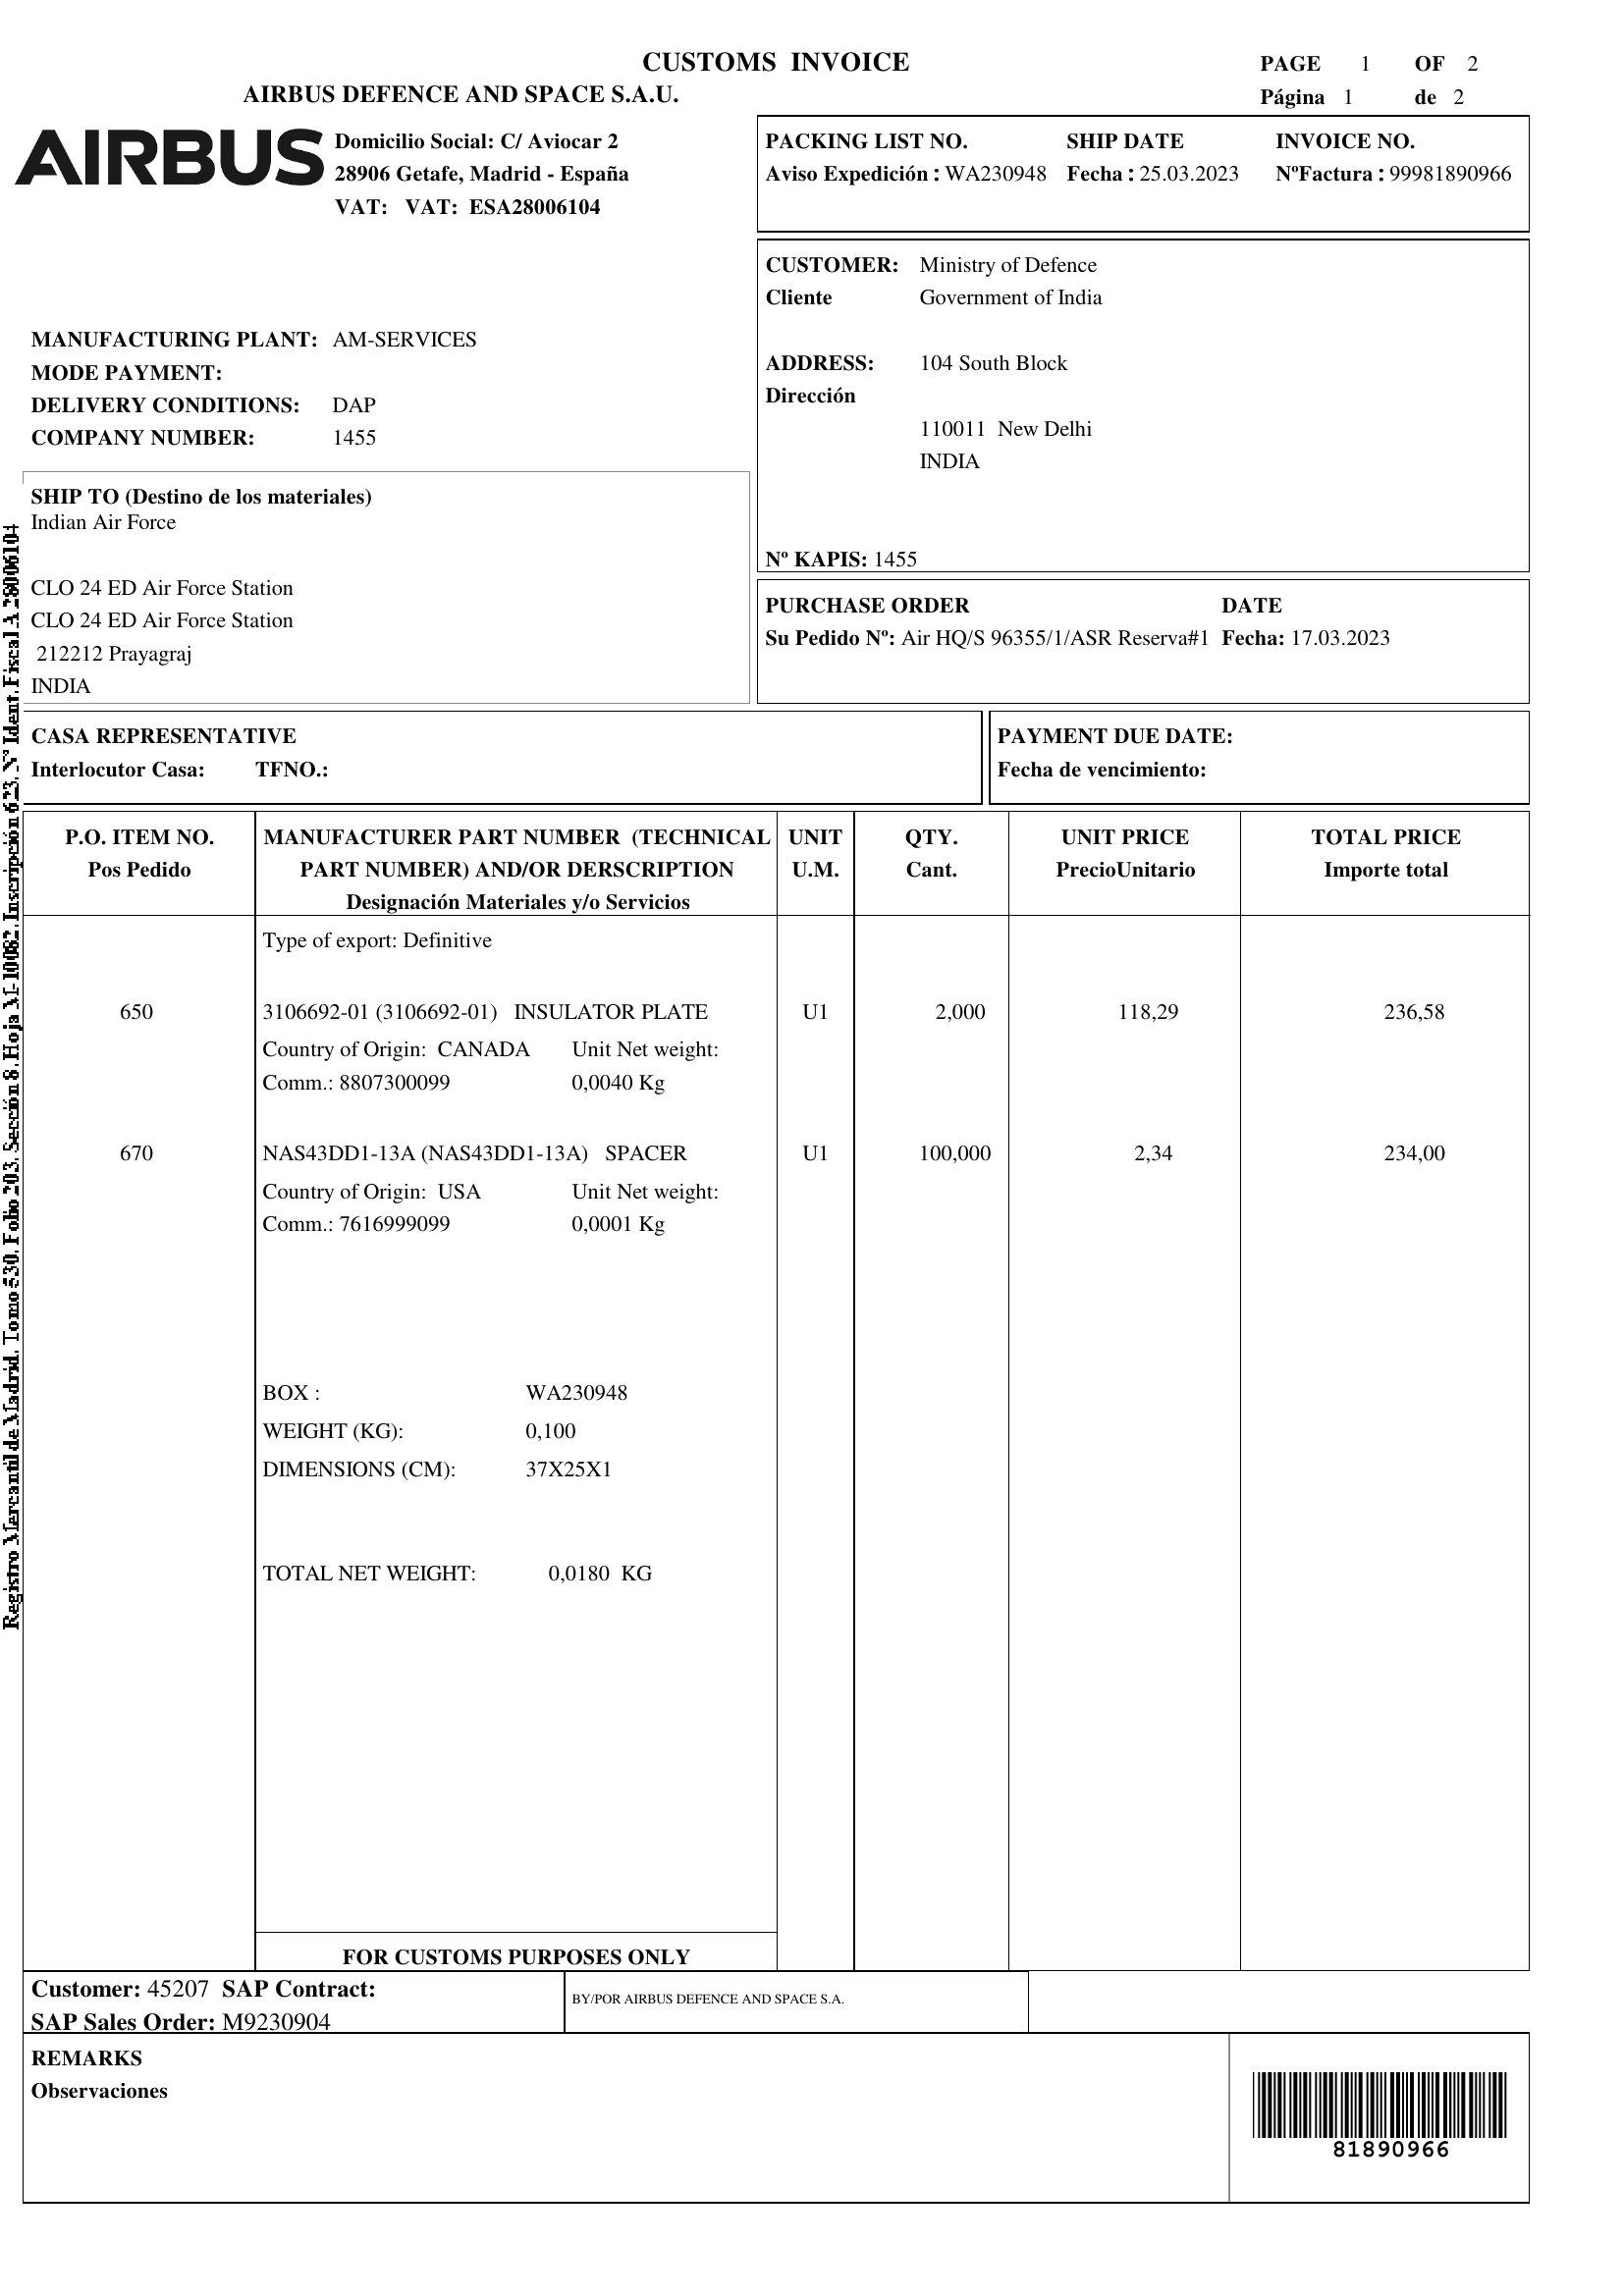 CUSTOMS INVOICE
PAGE 1 OF 2
AIRBUS DEFENCE AND SPACE S.A.U.
Página 1 de 2
AIRBUS
Domicilio Social: C/ Aviocar 2
28906 Getafe, Madrid - España
VAT: VAT: ESA28006104
PACKING LIST NO. SHIP DATE INVOICE NO.
Aviso Expedición : WA230948 Fecha : 25.03.2023 NºFactura : 99981890966
CUSTOMER: Ministry of Defence
Cliente Government of India
ADDRESS: 104 South Block
Dirección
110011 New Delhi
INDIA
Nº KAPIS: 1455
MANUFACTURING PLANT: AM-SERVICES
MODE PAYMENT:
DELIVERY CONDITIONS: DAP
COMPANY NUMBER: 1455
SHIP TO (Destino de los materiales)
Indian Air Force
CLO 24 ED Air Force Station
CLO 24 ED Air Force Station
212212 Prayagraj
INDIA
PURCHASE ORDER DATE
Su Pedido Nº: Air HQ/S 96355/1/ASR Reserva#1 Fecha: 17.03.2023
CASA REPRESENTATIVE
Interlocutor Casa: TFNO.:
PAYMENT DUE DATE:
Fecha de vencimiento:
P.O. ITEM NO. MANUFACTURER PART NUMBER (TECHNICAL UNIT QTY. UNIT PRICE TOTAL PRICE
Pos Pedido PART NUMBER) AND/OR DERSCRIPTION U.M. Cant. PrecioUnitario Importe total
Designación Materiales y/o Servicios
Type of export: Definitive
650 3106692-01 (3106692-01) INSULATOR PLATE U1 2,000 118,29 236,58
Country of Origin: CANADA Unit Net weight:
Comm.: 8807300099 0,0040 Kg
670 NAS43DD1-13A (NAS43DD1-13A) SPACER U1 100,000 2,34 234,00
Country of Origin: USA Unit Net weight:
Comm.: 7616999099 0,0001 Kg
BOX : WA230948
WEIGHT (KG): 0,100
DIMENSIONS (CM): 37X25X1
TOTAL NET WEIGHT: 0,0180 KG
FOR CUSTOMS PURPOSES ONLY
Customer: 45207 SAP Contract:
SAP Sales Order: M9230904
BY/POR AIRBUS DEFENCE AND SPACE S.A.
REMARKS
Observaciones
81890966
Registro Mercantil de Madrid, Tomo 530, Folio 203, Sección 8, Hoja M-10082, Inscripción 623, Nº Ident. Fiscal A 28006104